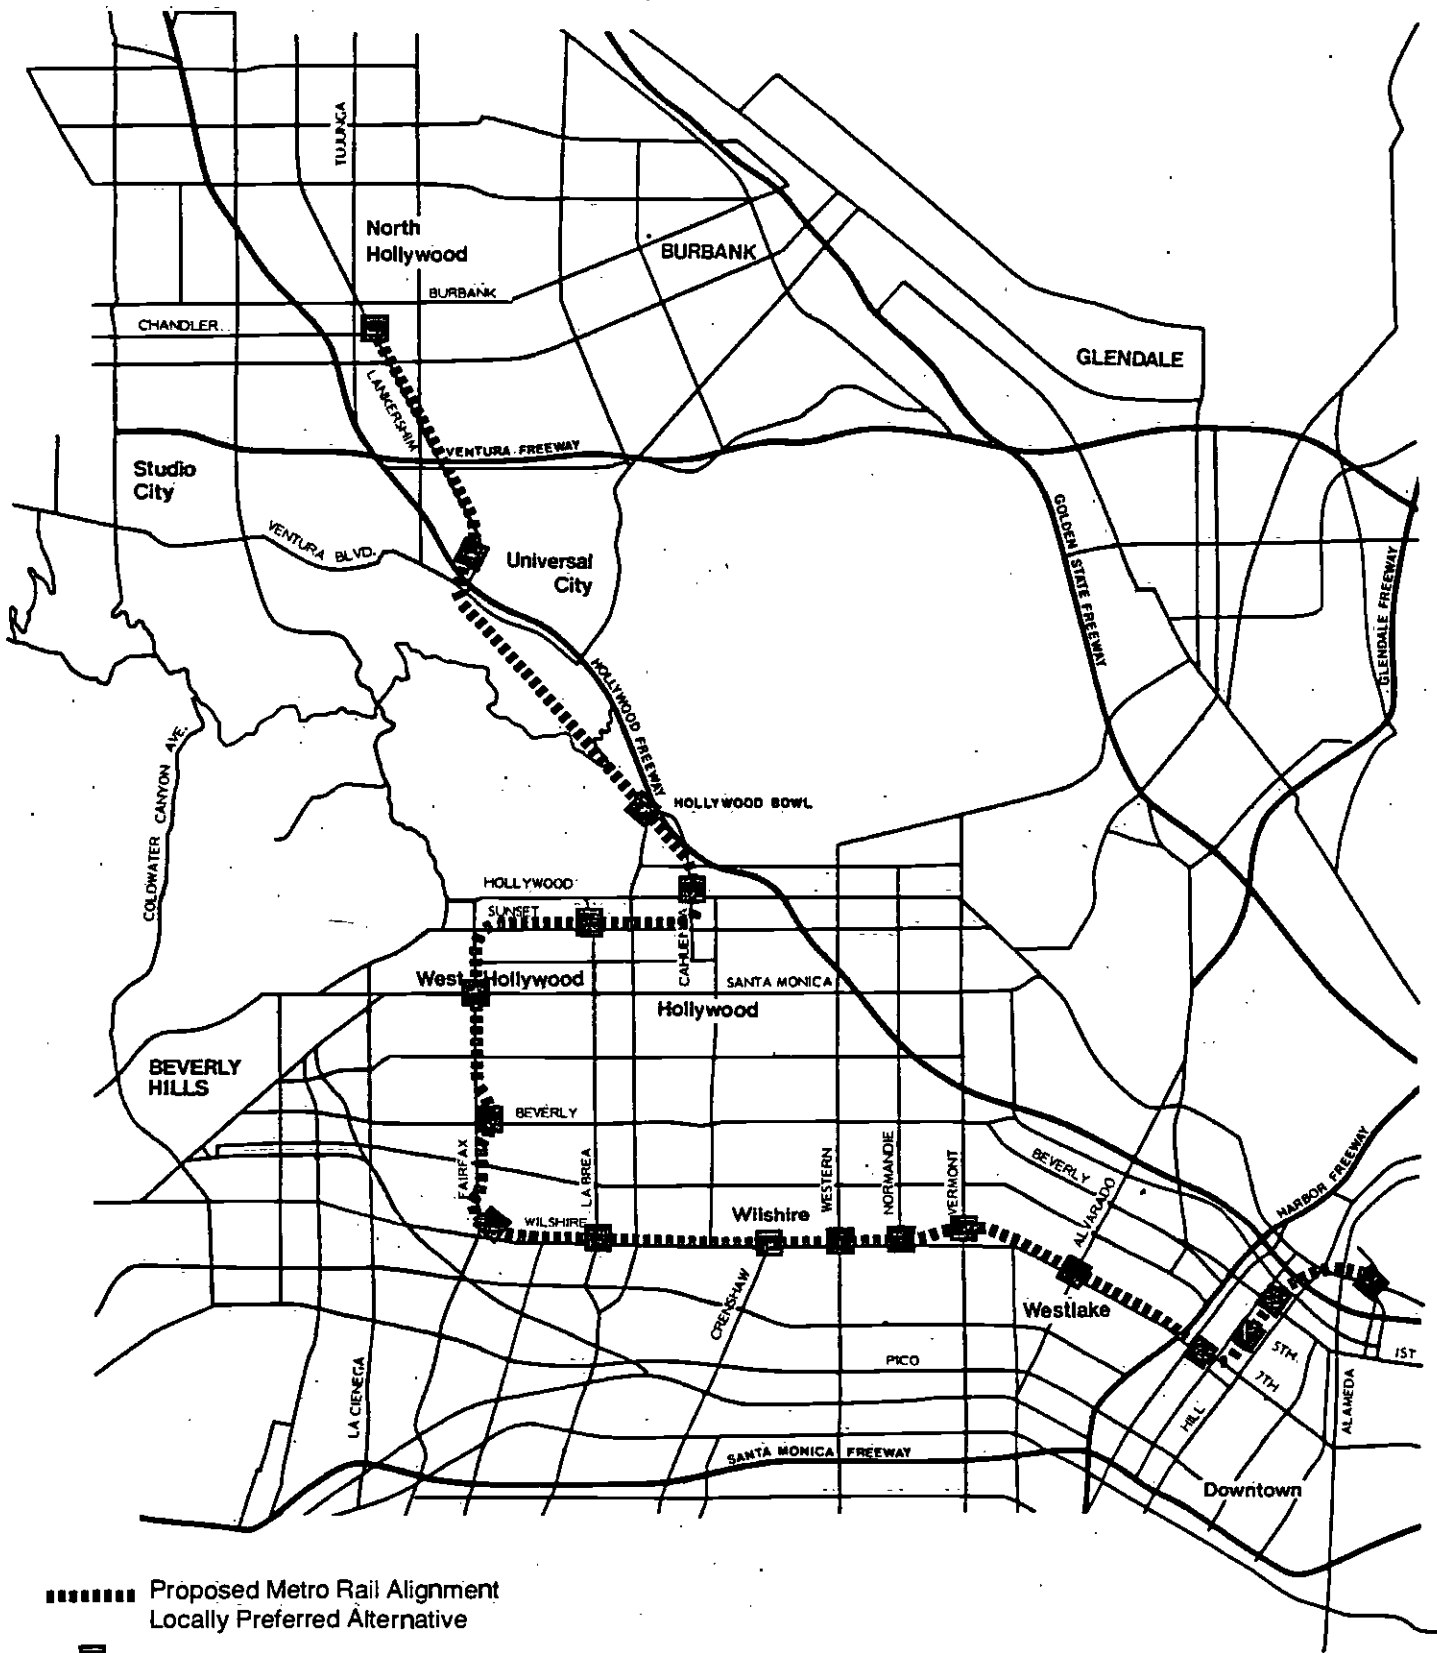 TUJUNGA
North
Hollywood
BURBANK
BURBANK
CHANDLER
GLENDALE
LANKERSHIM
VENTURA FREEWAY
Studio
City
GOLDEN STATE FREEWAY
VENTURA BLVD.
Universal
City
GLENDALE FREEWAY
HOLLYWOOD FREEWAY
COLDWATER CANYON AVE.
HOLLYWOOD BOWL
HOLLYWOOD
SUNSET
CAHUENGA
West Hollywood
SANTA MONICA
Hollywood
BEVERLY
HILLS
BEVERLY
FAIRFAX
LA BREA
WESTERN
NORMANDIE
VERMONT
BEVERLY
ALVARADO
HARBOR FREEWAY
WILSHIRE
Wilshire
CRENSHAW
Westlake
PICO
5TH
7TH
1ST
HILL
ALAMEDA
LA CIENEGA
SANTA MONICA FREEWAY
Downtown
Proposed Metro Rail Alignment
Locally Preferred Alternative